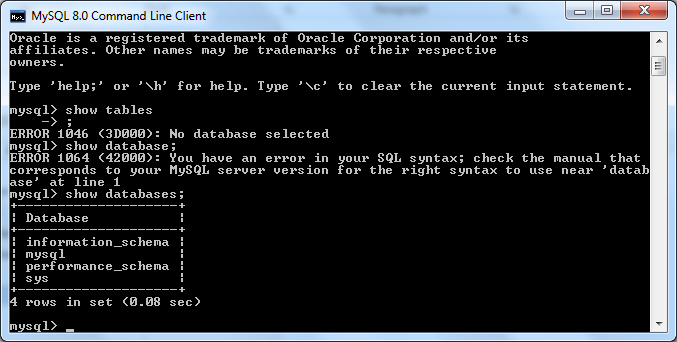 MySQL 8.0 Command Line Client
Oracle is a registered trademark of Oracle Corporation and/or its
affiliates. Other names may be trademarks of their respective
owners.
Type 'help;' or '\h' for help. Type '\c' to clear the current input statement.
mysql> show tables
    -> ;
ERROR 1046 (3D000): No database selected
mysql> show database;
ERROR 1064 (42000): You have an error in your SQL syntax; check the manual that
corresponds to your MySQL server version for the right syntax to use near 'datab
ase' at line 1
mysql> show databases;
+--------------------+
| Database           |
+--------------------+
| information_schema |
| mysql              |
| performance_schema |
| sys                |
+--------------------+
4 rows in set (0.08 sec)
mysql> _